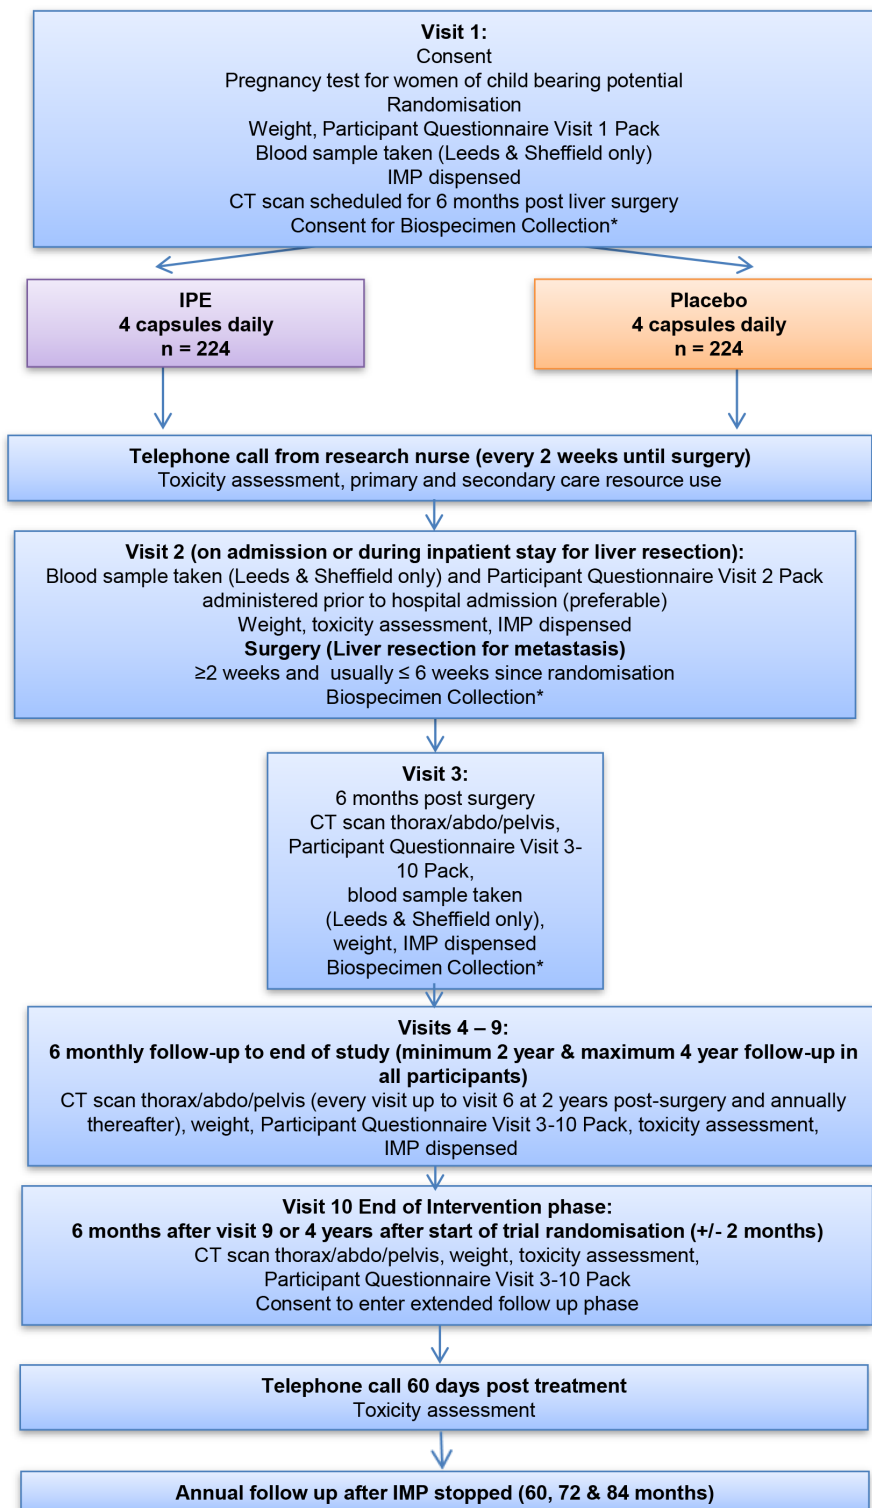 Visit 1:
Consent
Pregnancy test for women of child bearing potential
Randomisation
Weight, Participant Questionnaire Visit 1 Pack
Blood sample taken (Leeds & Sheffield only)
IMP dispensed
CT scan scheduled for 6 months post liver surgery
Consent for Biospecimen Collection*
IPE
4 capsules daily
n = 224
Placebo
4 capsules daily
n = 224
Telephone call from research nurse (every 2 weeks until surgery)
Toxicity assessment, primary and secondary care resource use
Visit 2 (on admission or during inpatient stay for liver resection):
Blood sample taken (Leeds & Sheffield only) and Participant Questionnaire Visit 2 Pack
administered prior to hospital admission (preferable)
Weight, toxicity assessment, IMP dispensed
Surgery (Liver resection for metastasis)
≥2 weeks and usually ≤ 6 weeks since randomisation
Biospecimen Collection*
Visit 3:
6 months post surgery
CT scan thorax/abdo/pelvis,
Participant Questionnaire Visit 3-
10 Pack,
blood sample taken
(Leeds & Sheffield only),
weight, IMP dispensed
Biospecimen Collection*
Visits 4 – 9:
6 monthly follow-up to end of study (minimum 2 year & maximum 4 year follow-up in
all participants)
CT scan thorax/abdo/pelvis (every visit up to visit 6 at 2 years post-surgery and annually
thereafter), weight, Participant Questionnaire Visit 3-10 Pack, toxicity assessment,
IMP dispensed
Visit 10 End of Intervention phase:
6 months after visit 9 or 4 years after start of trial randomisation (+/- 2 months)
CT scan thorax/abdo/pelvis, weight, toxicity assessment,
Participant Questionnaire Visit 3-10 Pack
Consent to enter extended follow up phase
Telephone call 60 days post treatment
Toxicity assessment
Annual follow up after IMP stopped (60, 72 & 84 months)